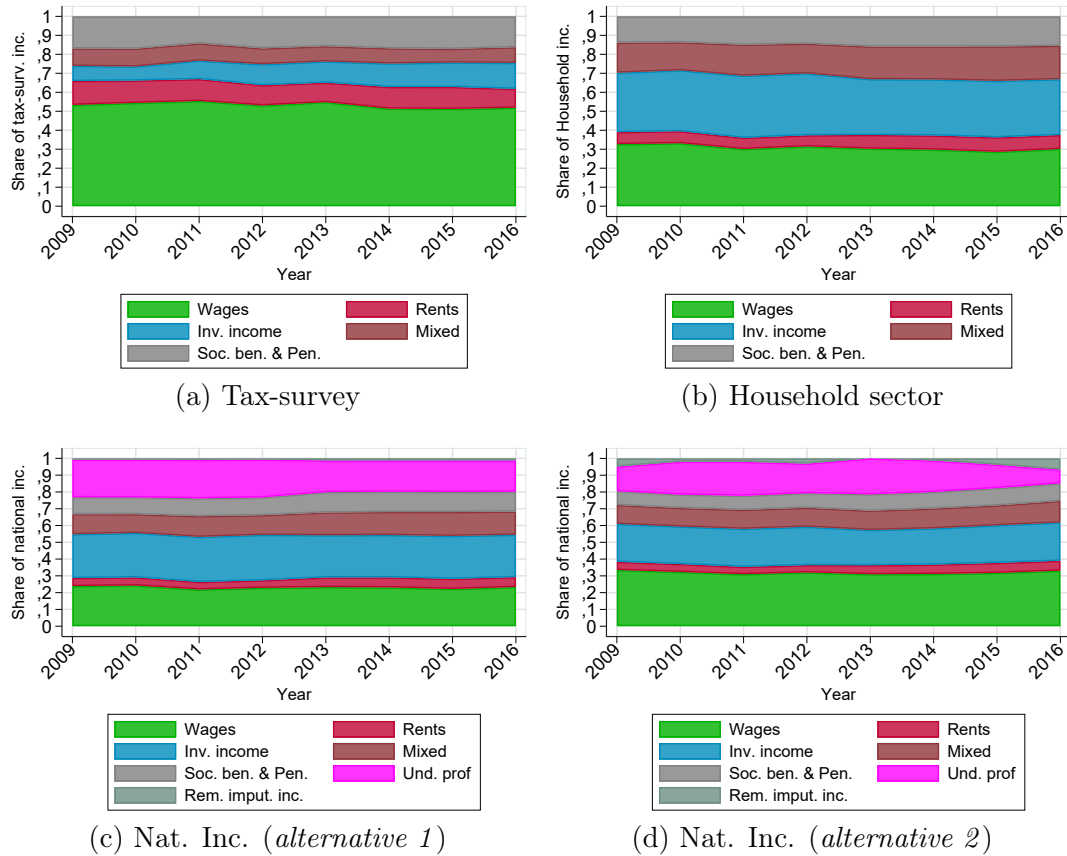 Share of tax-surv. inc.
1
,9
,8
,7
,6
,5
,4
,3
,2
,1
0
2009 2010 2011 2012 2013 2014 2015 2016
Year
Wages Rents
Inv. income Mixed
Soc. ben. & Pen.
(a) Tax-survey
Share of Household inc.
1
,9
,8
,7
,6
,5
,4
,3
,2
,1
0
2009 2010 2011 2012 2013 2014 2015 2016
Year
Wages Rents
Inv. income Mixed
Soc. ben. & Pen.
(b) Household sector
Share of national inc.
1
,9
,8
,7
,6
,5
,4
,3
,2
,1
0
2009 2010 2011 2012 2013 2014 2015 2016
Year
Wages Rents
Inv. income Mixed
Soc. ben. & Pen. Und. prof
Rem. imput. inc.
(c) Nat. Inc. (alternative 1)
Share of national inc.
1
,9
,8
,7
,6
,5
,4
,3
,2
,1
0
2009 2010 2011 2012 2013 2014 2015 2016
Year
Wages Rents
Inv. income Mixed
Soc. ben. & Pen. Und. prof
Rem. imput. inc.
(d) Nat. Inc. (alternative 2)